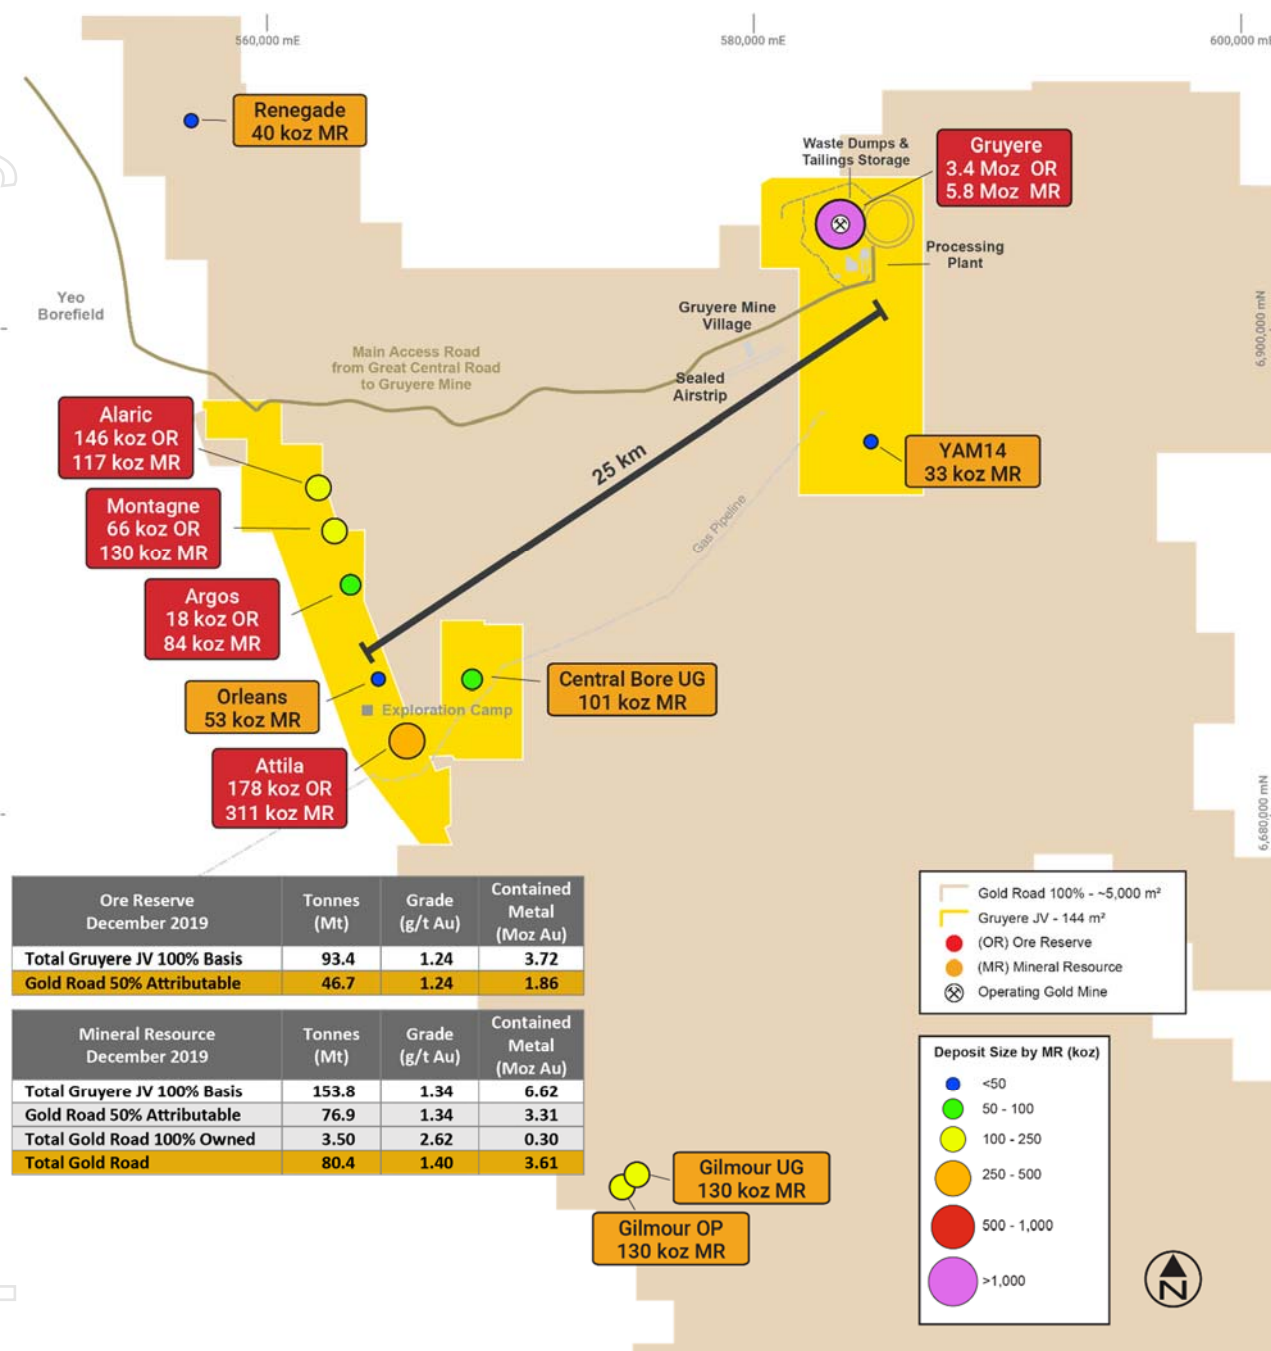 560,000 mE
580,000 mE
600,000 mE
Renegade
40 koz MR
Waste Dumps &
Tailings Storage
Gruyere
3.4 Moz OR
5.8 Moz MR
Processing
Plant
Yeo
Borefield
Gruyere Mine
Village
6,900,000 mN
Main Access Road
from Great Central Road
to Gruyere Mine
Sealed
Airstrip
Alaric
146 koz OR
117 koz MR
25 km
YAM14
33 koz MR
Montagne
66 koz OR
130 koz MR
Gas Pipeline
Argos
18 koz OR
84 koz MR
Orleans
53 koz MR
Central Bore UG
101 koz MR
Exploration Camp
Attila
178 koz OR
311 koz MR
6,680,000 mN
Ore Reserve
December 2019
Tonnes
(Mt)
Grade
(g/t Au)
Contained
Metal
(Moz Au)
Total Gruyere JV 100% Basis 93.4 1.24 3.72
Gold Road 50% Attributable 46.7 1.24 1.86
Mineral Resource
December 2019
Tonnes
(Mt)
Grade
(g/t Au)
Contained
Metal
(Moz Au)
Total Gruyere JV 100% Basis 153.8 1.34 6.62
Gold Road 50% Attributable 76.9 1.34 3.31
Total Gold Road 100% Owned 3.50 2.62 0.30
Total Gold Road 80.4 1.40 3.61
Gold Road 100% - ~5,000 m²
Gruyere JV - 144 m²
(OR) Ore Reserve
(MR) Mineral Resource
Operating Gold Mine
Deposit Size by MR (koz)
<50
50 - 100
100 - 250
250 - 500
500 - 1,000
>1,000
Gilmour UG
130 koz MR
Gilmour OP
130 koz MR
N